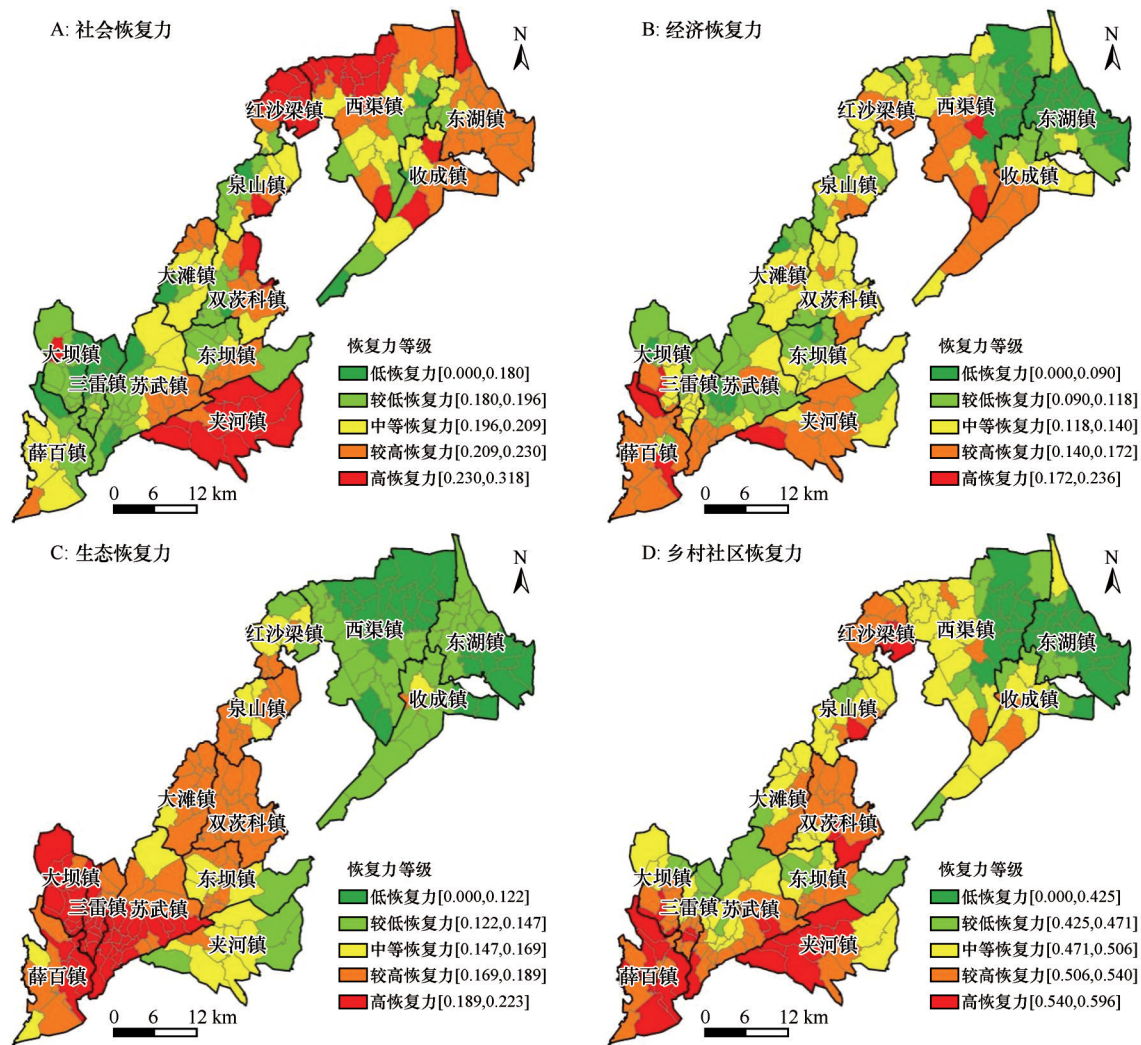 A: 社会恢复力
N
红沙梁镇
西渠镇
东湖镇
收成镇
泉山镇
大滩镇
双茨科镇
大坝镇
东坝镇
三雷镇
苏武镇
夹河镇
薛百镇
恢复力等级
低恢复力[0.000,0.180]
较低恢复力[0.180,0.196]
中等恢复力[0.196,0.209]
较高恢复力[0.209,0.230]
高恢复力[0.230,0.318]
0 6 12 km
B: 经济恢复力
N
红沙梁镇
西渠镇
东湖镇
收成镇
泉山镇
大滩镇
双茨科镇
大坝镇
东坝镇
三雷镇
苏武镇
夹河镇
薛百镇
恢复力等级
低恢复力[0.000,0.090]
较低恢复力[0.090,0.118]
中等恢复力[0.118,0.140]
较高恢复力[0.140,0.172]
高恢复力[0.172,0.236]
0 6 12 km
C: 生态恢复力
N
红沙梁镇
西渠镇
东湖镇
收成镇
泉山镇
大滩镇
双茨科镇
大坝镇
东坝镇
三雷镇
苏武镇
夹河镇
薛百镇
恢复力等级
低恢复力[0.000,0.122]
较低恢复力[0.122,0.147]
中等恢复力[0.147,0.169]
较高恢复力[0.169,0.189]
高恢复力[0.189,0.223]
0 6 12 km
D: 乡村社区恢复力
N
红沙梁镇
西渠镇
东湖镇
收成镇
泉山镇
大滩镇
双茨科镇
大坝镇
东坝镇
三雷镇
苏武镇
夹河镇
薛百镇
恢复力等级
低恢复力[0.000,0.425]
较低恢复力[0.425,0.471]
中等恢复力[0.471,0.506]
较高恢复力[0.506,0.540]
高恢复力[0.540,0.596]
0 6 12 km